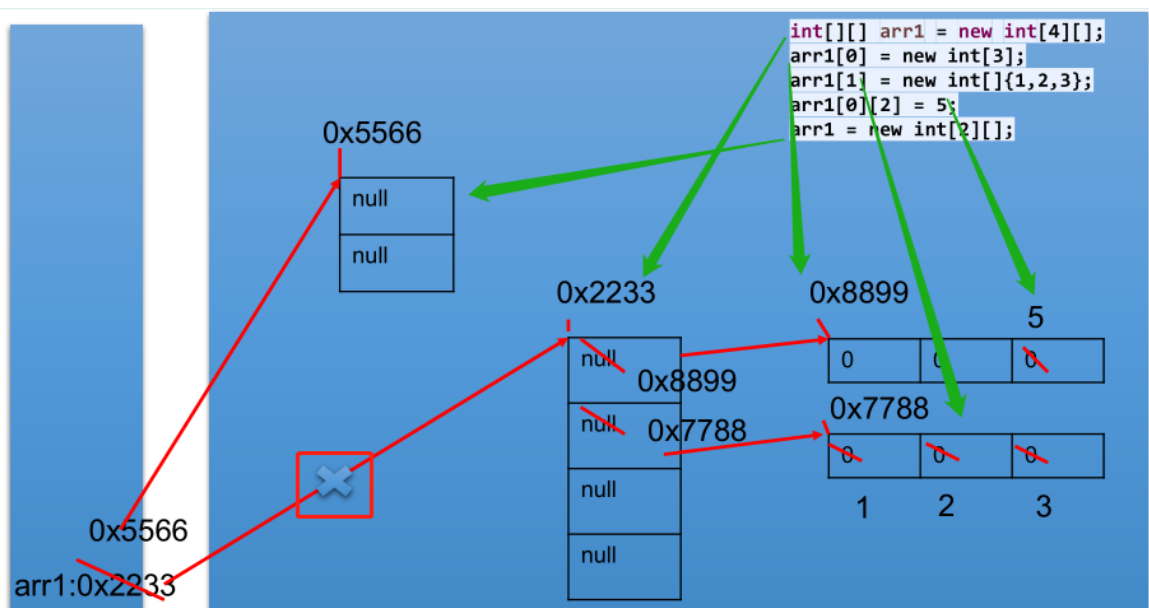 int[][] arr1 = new int[4][];
arr1[0] = new int[3];
arr1[1] = new int[]{1,2,3};
arr1[0][2] = 5;
arr1 = new int[2][];
0x5566
null
null
0x2233
0x8899
5
null
0x8899
0 0 0
null
0x7788
0x7788
0 0 0
null
1 2 3
null
0x5566
arr1:0x2233